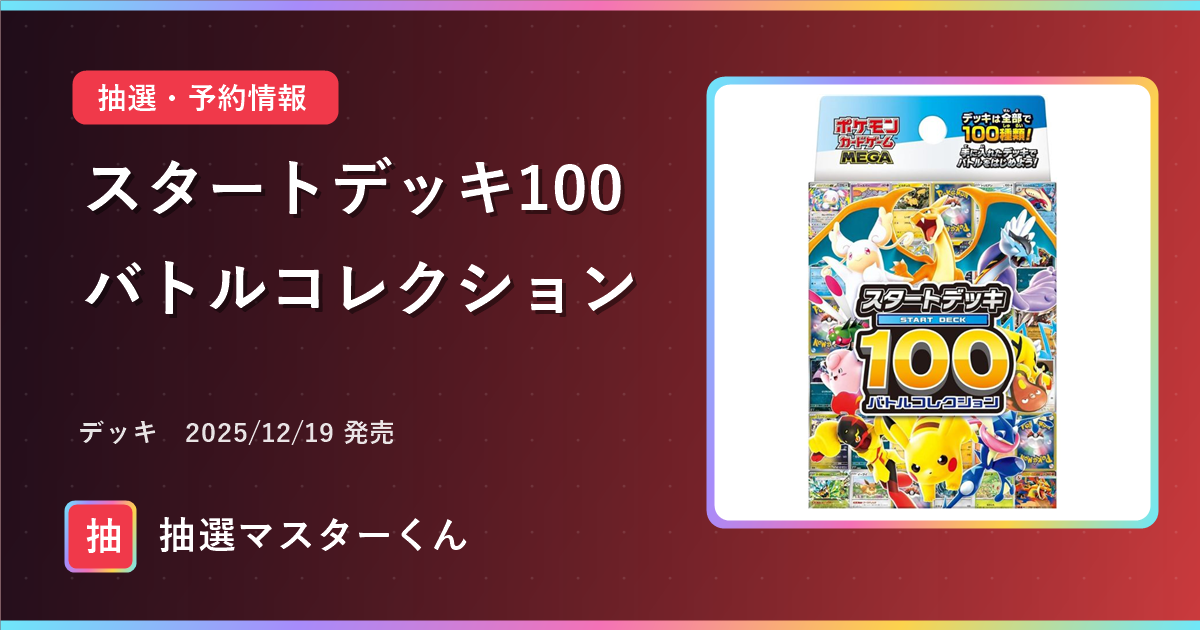 抽選・予約情報
スタートデッキ100
バトルコレクション
デッキ 2025/12/19 発売
抽
抽選マスターくん
ポケモン
カードゲーム
MEGA
デッキは全部で
100種類!
手に入れたデッキで
バトルをはじめよう!
スタートデッキ
START DECK
100
バトルコレクション